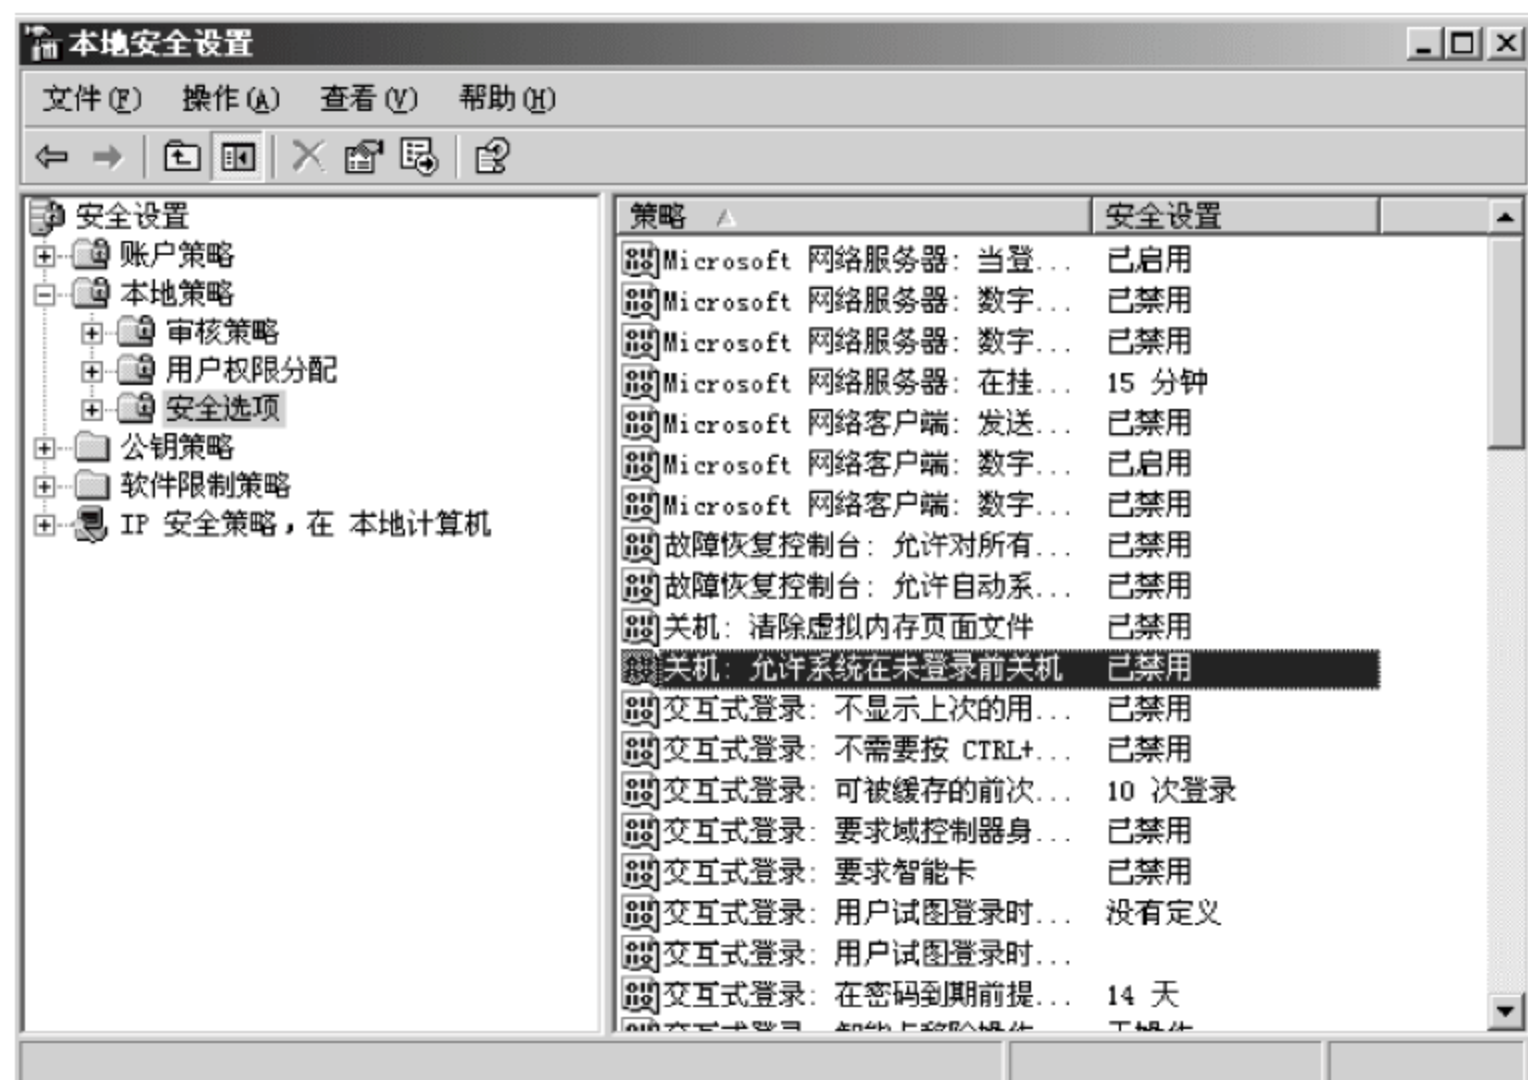 本地安全设置
文件(F) 操作(A) 查看(V) 帮助(H)
安全设置
账户策略
本地策略
审核策略
用户权限分配
安全选项
公钥策略
软件限制策略
IP 安全策略，在 本地计算机
策略 安全设置
Microsoft 网络服务器: 当登... 已启用
Microsoft 网络服务器: 数字... 已禁用
Microsoft 网络服务器: 数字... 已禁用
Microsoft 网络服务器: 在挂... 15 分钟
Microsoft 网络客户端: 发送... 已禁用
Microsoft 网络客户端: 数字... 已启用
Microsoft 网络客户端: 数字... 已禁用
故障恢复控制台: 允许对所有... 已禁用
故障恢复控制台: 允许自动系... 已禁用
关机: 清除虚拟内存页面文件 已禁用
关机: 允许系统在未登录前关机 已禁用
交互式登录: 不显示上次的用... 已禁用
交互式登录: 不需要按 CTRL+... 已禁用
交互式登录: 可被缓存的前次... 10 次登录
交互式登录: 要求域控制器身... 已禁用
交互式登录: 要求智能卡 已禁用
交互式登录: 用户试图登录时... 没有定义
交互式登录: 用户试图登录时...
交互式登录: 在密码到期前提... 14 天